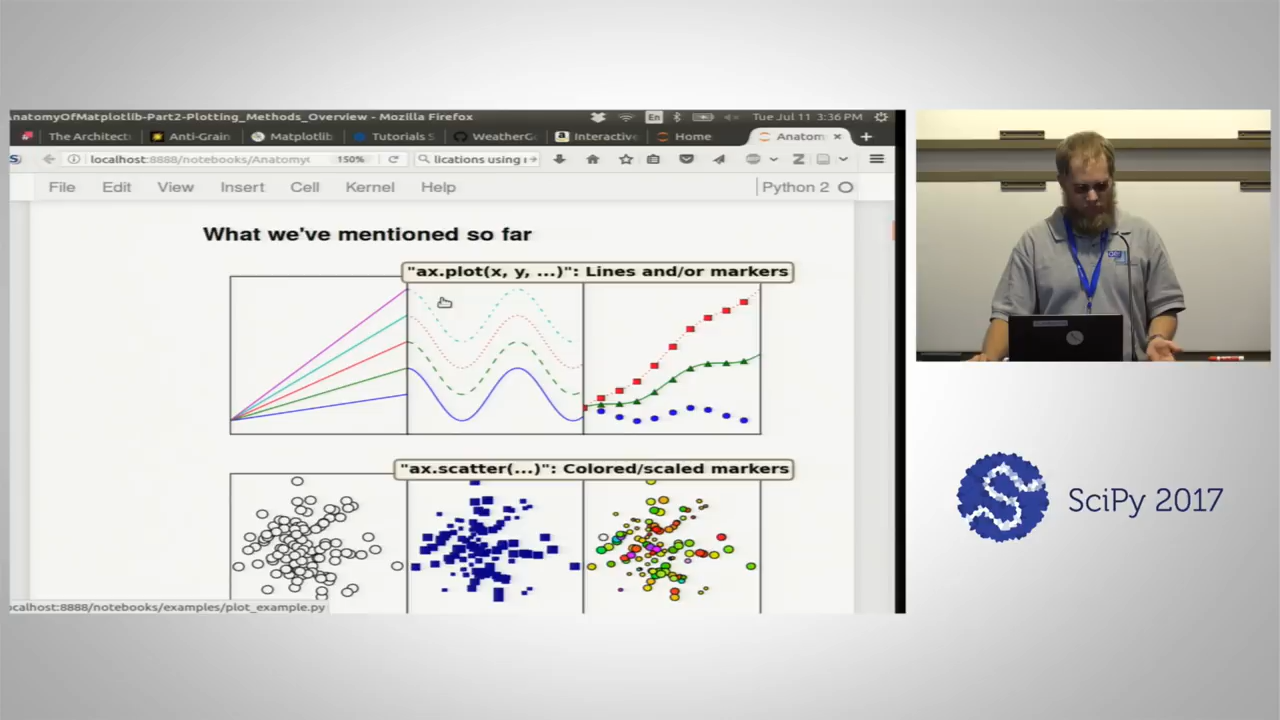 AnatomyOfMatplotlib-Part2-Plotting_Methods_Overview - Mozilla Firefox
En
Tue Jul 11 3:36 PM
The Architect
Anti-Grain
Matplotlib
Tutorials S
WeatherG
Interactive
Home
Anatom
localhost:8888/notebooks/Anatomy
150%
lications using
File Edit View Insert Cell Kernel Help
Python 2
What we've mentioned so far
"ax.plot(x, y, ...)": Lines and/or markers
"ax.scatter(...)": Colored/scaled markers
ocalhost:8888/notebooks/examples/plot_example.py
SciPy 2017